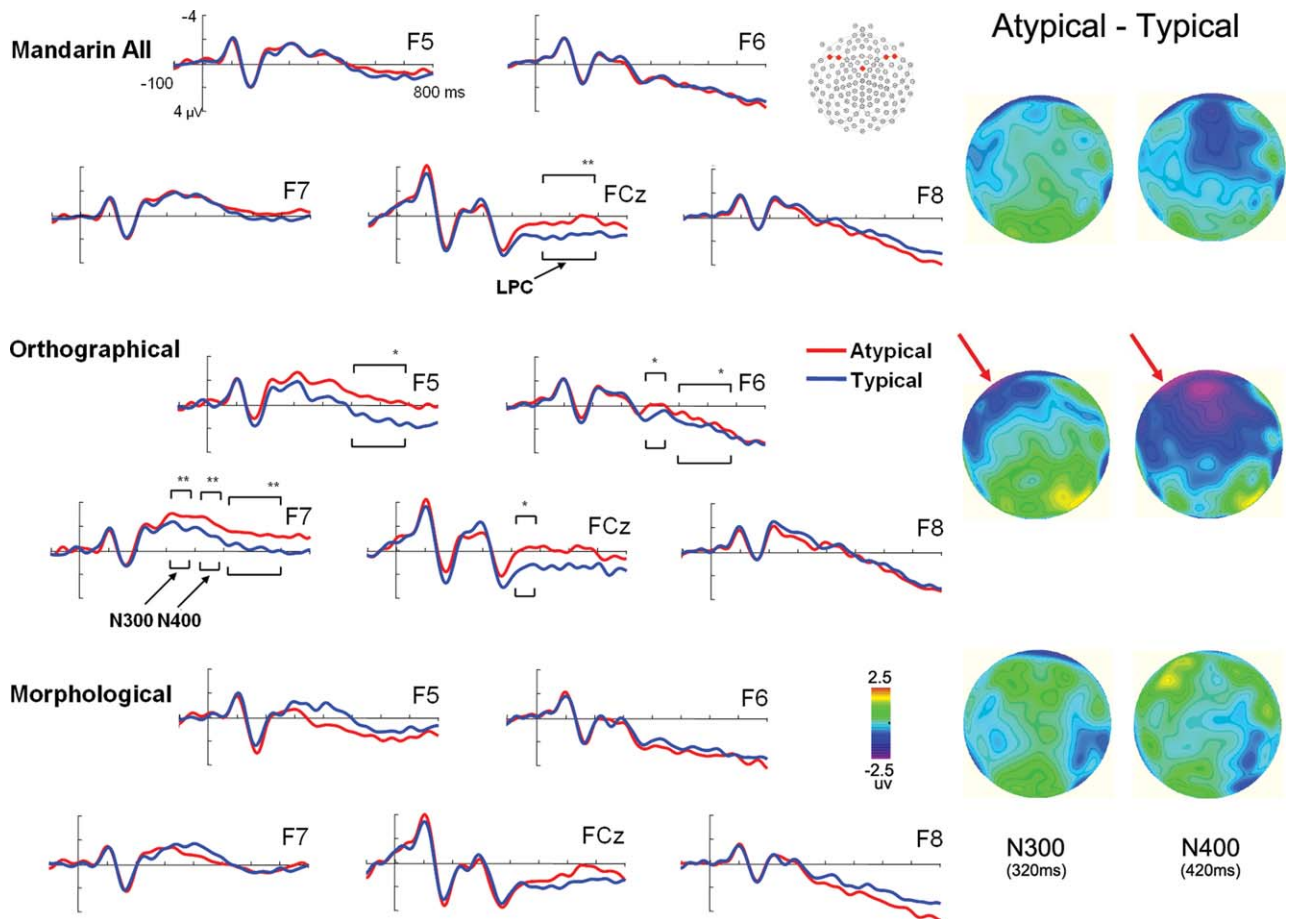 Atypical - Typical
Mandarin All
-4
-100
4 µV
800 ms
F5
F6
F7
**
FCz
LPC
F8
Orthographical
*
F5
*
*
F6
Atypical
Typical
**
**
**
F7
N300 N400
*
FCz
F8
Morphological
F5
F6
2.5
-2.5
uv
F7
FCz
F8
N300
(320ms)
N400
(420ms)